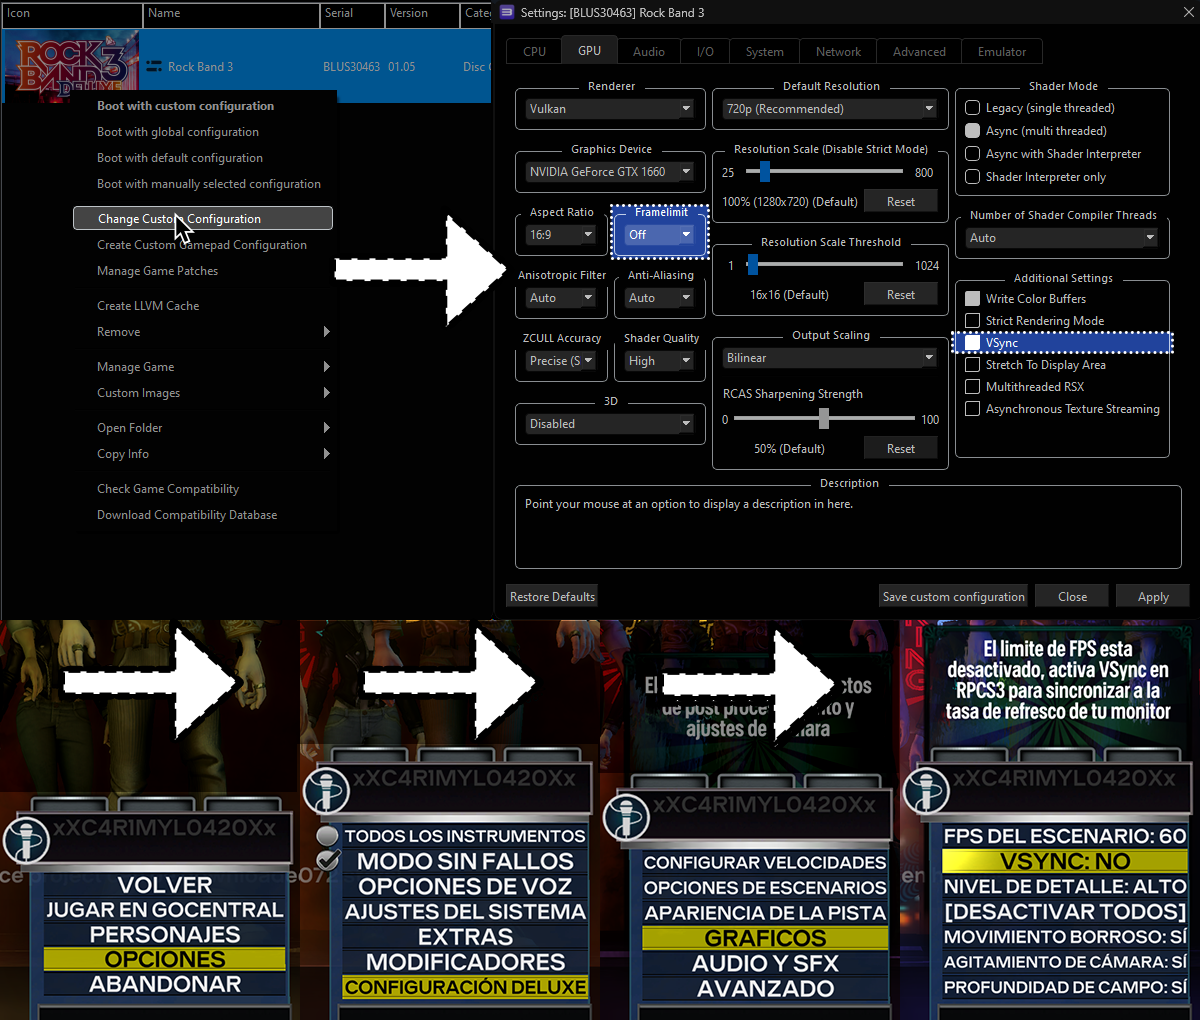 Icon
Name
Serial
Version
Categ
ROCK BAND 3 DELUXE
Rock Band 3
BLUS30463
01.05
Disc
Boot with custom configuration
Boot with global configuration
Boot with default configuration
Boot with manually selected configuration
Change Custom Configuration
Create Custom Gamepad Configuration
Manage Game Patches
Create LLVM Cache
Remove
Manage Game
Custom Images
Open Folder
Copy Info
Check Game Compatibility
Download Compatibility Database
Settings: [BLUS30463] Rock Band 3
CPU
GPU
Audio
I/O
System
Network
Advanced
Emulator
Renderer
Vulkan
Graphics Device
NVIDIA GeForce GTX 1660
Aspect Ratio
16:9
Framelimit
Off
Anisotropic Filter
Auto
Anti-Aliasing
Auto
ZCULL Accuracy
Precise (S
Shader Quality
High
3D
Disabled
Default Resolution
720p (Recommended)
Resolution Scale (Disable Strict Mode)
25
800
100% (1280x720) (Default)
Reset
Resolution Scale Threshold
1
1024
16x16 (Default)
Reset
Output Scaling
Bilinear
RCAS Sharpening Strength
0
100
50% (Default)
Reset
Shader Mode
Legacy (single threaded)
Async (multi threaded)
Async with Shader Interpreter
Shader Interpreter only
Number of Shader Compiler Threads
Auto
Additional Settings
Write Color Buffers
Strict Rendering Mode
VSync
Stretch To Display Area
Multithreaded RSX
Asynchronous Texture Streaming
Description
Point your mouse at an option to display a description in here.
Restore Defaults
Save custom configuration
Close
Apply
xXC4R1MYL0420Xx
VOLVER
JUGAR EN GOCENTRAL
PERSONAJES
OPCIONES
ABANDONAR
xXC4R1MYL0420Xx
TODOS LOS INSTRUMENTOS
MODO SIN FALLOS
OPCIONES DE VOZ
AJUSTES DEL SISTEMA
EXTRAS
MODIFICADORES
CONFIGURACIÓN DELUXE
de post
y
ajustes de
xXC4R1MYL0420Xx
CONFIGURAR VELOCIDADES
OPCIONES DE ESCENARIOS
APARIENCIA DE LA PISTA
GRAFICOS
AUDIO Y SFX
AVANZADO
El limite de FPS esta
desactivado, activa VSync en
RPCS3 para sincronizar a la
tasa de refresco de tu monitor
xXC4R1MYL0420Xx
FPS DEL ESCENARIO: 60
VSYNC: NO
NIVEL DE DETALLE: ALTO
[DESACTIVAR TODOS]
MOVIMIENTO BORROSO: SÍ
AGITAMIENTO DE CÁMARA: SÍ
PROFUNDIDAD DE CAMPO: SÍ